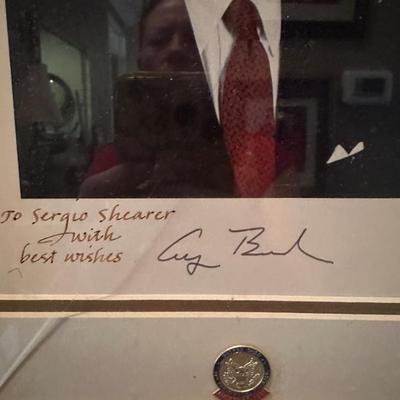 To Sergio Shearer
with
best wishes